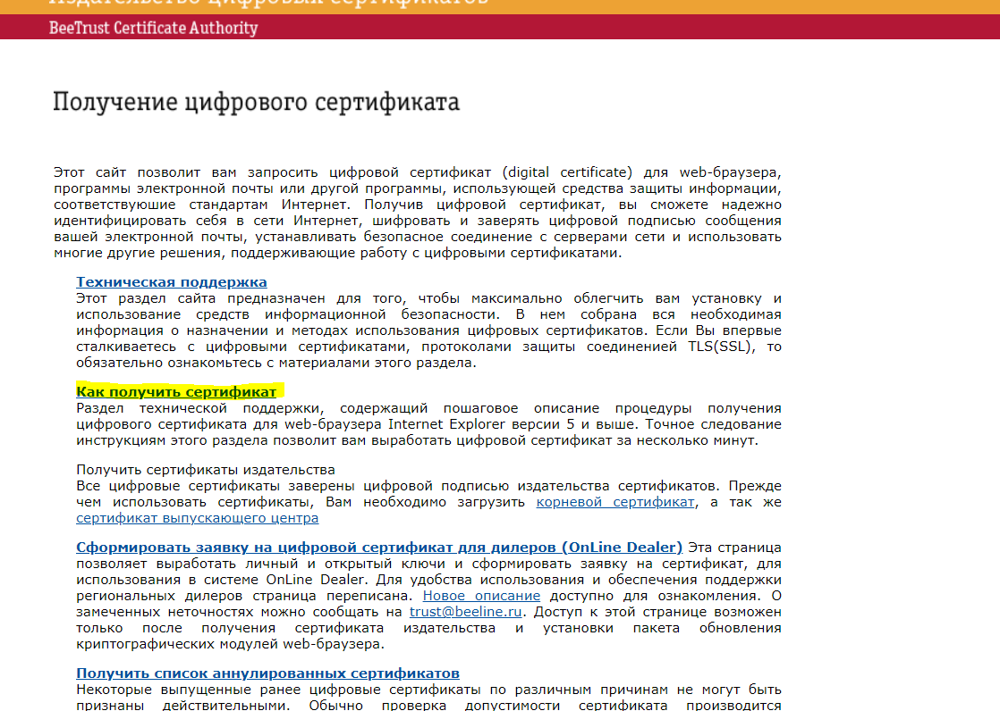 Издательство цифровых сертификатов
BeeTrust Certificate Authority
Получение цифрового сертификата
Этот сайт позволит вам запросить цифровой сертификат (digital certificate) для web-браузера,
программы электронной почты или другой программы, использующей средства защиты информации,
соответствуюшие стандартам Интернет. Получив цифровой сертификат, вы сможете надежно
идентифицировать себя в сети Интернет, шифровать и заверять цифровой подписью сообщения
вашей электронной почты, устанавливать безопасное соединение с серверами сети и использовать
многие другие решения, поддерживающие работу с цифровыми сертификатами.
Техническая поддержка
Этот раздел сайта предназначен для того, чтобы максимально облегчить вам установку и
использование средств информационной безопасности. В нем собрана вся необходимая
информация о назначении и методах использования цифровых сертификатов. Если Вы впервые
сталкиваетесь с цифровыми сертификатами, протоколами защиты соединений TLS(SSL), то
обязательно ознакомьтесь с материалами этого раздела.
Как получить сертификат
Раздел технической поддержки, содержащий пошаговое описание процедуры получения
цифрового сертификата для web-браузера Internet Explorer версии 5 и выше. Точное следование
инструкциям этого раздела позволит вам выработать цифровой сертификат за несколько минут.
Получить сертификаты издательства
Все цифровые сертификаты заверены цифровой подписью издательства сертификатов. Прежде
чем использовать сертификаты, Вам необходимо загрузить корневой сертификат, а так же
сертификат выпускающего центра
Сформировать заявку на цифровой сертификат для дилеров (OnLine Dealer) Эта страница
позволяет выработать личный и открытый ключи и сформировать заявку на сертификат, для
использования в системе OnLine Dealer. Для удобства использования и обеспечения поддержки
региональных дилеров страница переписана. Новое описание доступно для ознакомления. О
замеченных неточностях можно сообщать на trust@beeline.ru. Доступ к этой странице возможен
только после получения сертификата издательства и установки пакета обновления
криптографических модулей web-браузера.
Получить список аннулированных сертификатов
Некоторые выпущенные ранее цифровые сертификаты по различным причинам не могут быть
признаны действительными. Обычно проверка допустимости сертификата производится